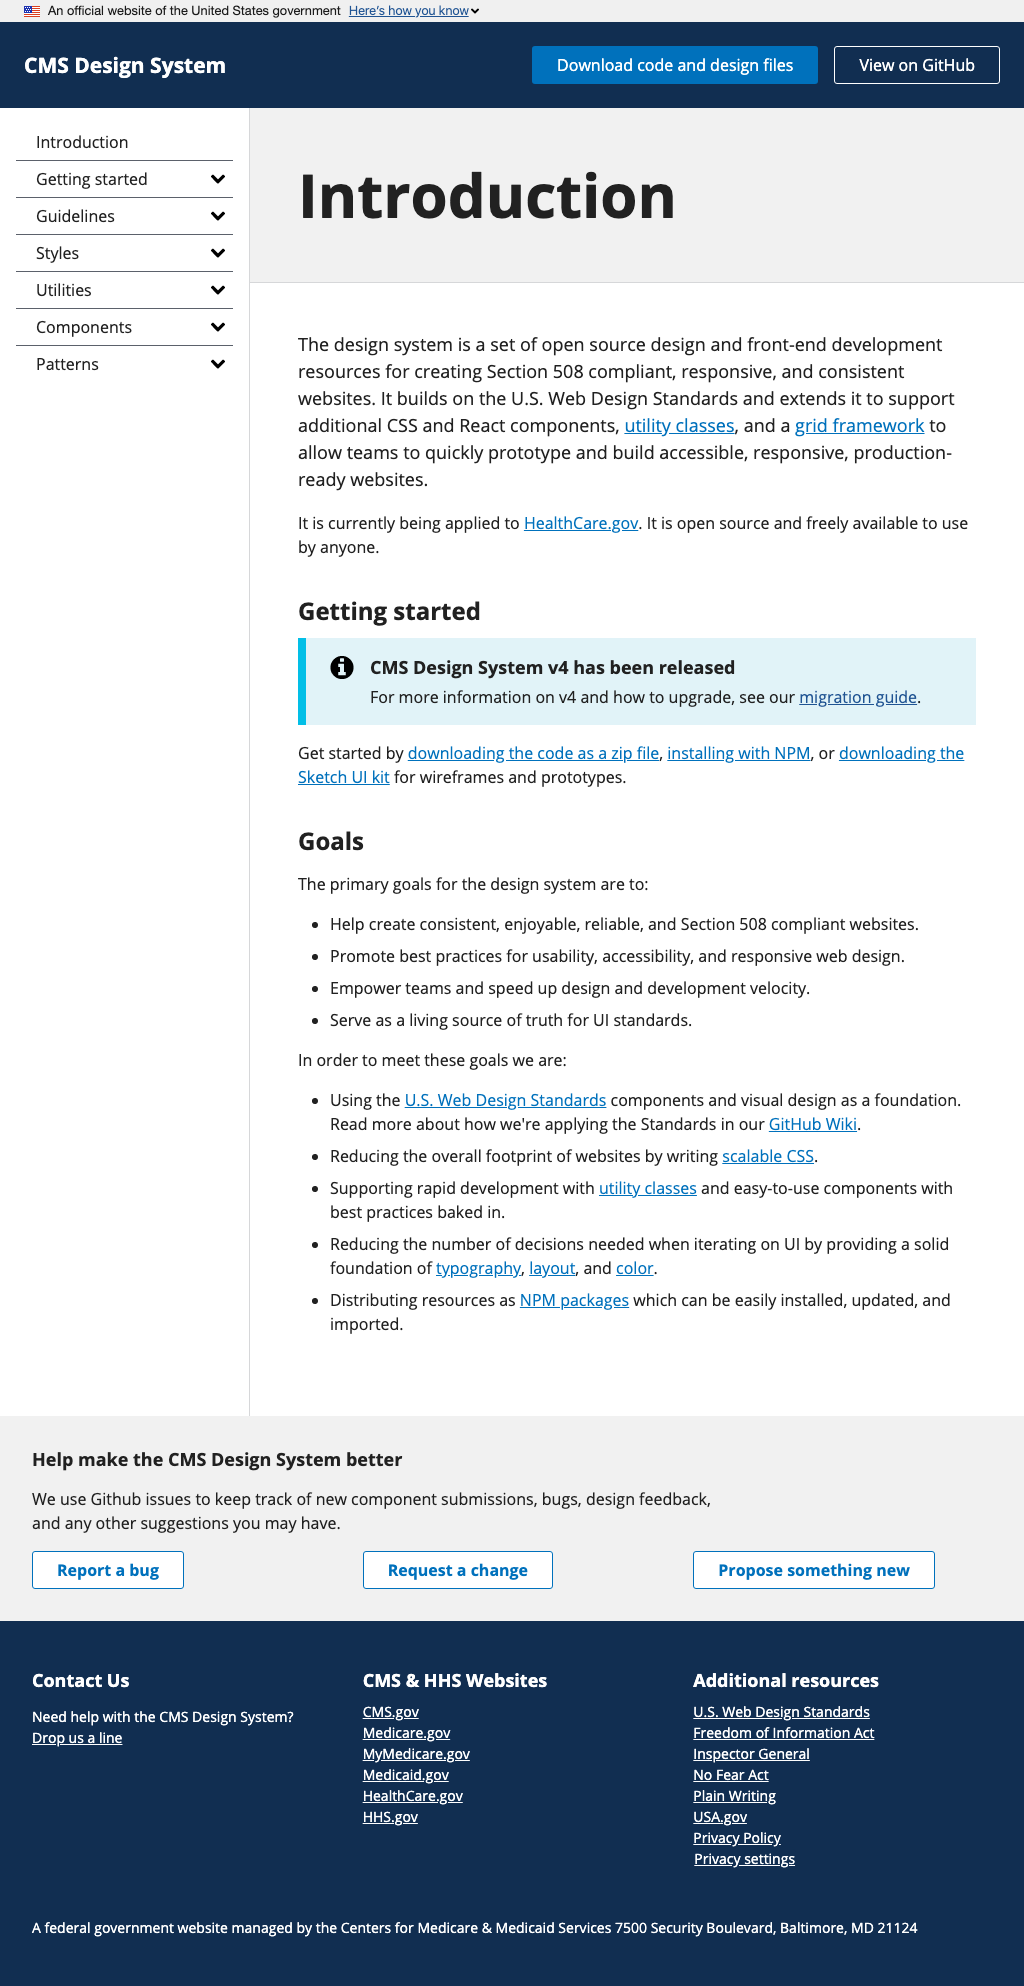 An official website of the United States government Here's how you know
CMS Design System
Download code and design files
View on GitHub
Introduction
Getting started
Guidelines
Styles
Utilities
Components
Patterns
Introduction
The design system is a set of open source design and front-end development
resources for creating Section 508 compliant, responsive, and consistent
websites. It builds on the U.S. Web Design Standards and extends it to support
additional CSS and React components, utility classes, and a grid framework to
allow teams to quickly prototype and build accessible, responsive, production-
ready websites.
It is currently being applied to HealthCare.gov. It is open source and freely available to use
by anyone.
Getting started
CMS Design System v4 has been released
For more information on v4 and how to upgrade, see our migration guide.
Get started by downloading the code as a zip file, installing with NPM, or downloading the
Sketch UI kit for wireframes and prototypes.
Goals
The primary goals for the design system are to:
• Help create consistent, enjoyable, reliable, and Section 508 compliant websites.
• Promote best practices for usability, accessibility, and responsive web design.
• Empower teams and speed up design and development velocity.
• Serve as a living source of truth for UI standards.
In order to meet these goals we are:
• Using the U.S. Web Design Standards components and visual design as a foundation.
Read more about how we're applying the Standards in our GitHub Wiki.
• Reducing the overall footprint of websites by writing scalable CSS.
• Supporting rapid development with utility classes and easy-to-use components with
best practices baked in.
• Reducing the number of decisions needed when iterating on UI by providing a solid
foundation of typography, layout, and color.
• Distributing resources as NPM packages which can be easily installed, updated, and
imported.
Help make the CMS Design System better
We use Github issues to keep track of new component submissions, bugs, design feedback,
and any other suggestions you may have.
Report a bug
Request a change
Propose something new
Contact Us
Need help with the CMS Design System?
Drop us a line
CMS & HHS Websites
CMS.gov
Medicare.gov
MyMedicare.gov
Medicaid.gov
HealthCare.gov
HHS.gov
Additional resources
U.S. Web Design Standards
Freedom of Information Act
Inspector General
No Fear Act
Plain Writing
USA.gov
Privacy Policy
Privacy settings
A federal government website managed by the Centers for Medicare & Medicaid Services 7500 Security Boulevard, Baltimore, MD 21124